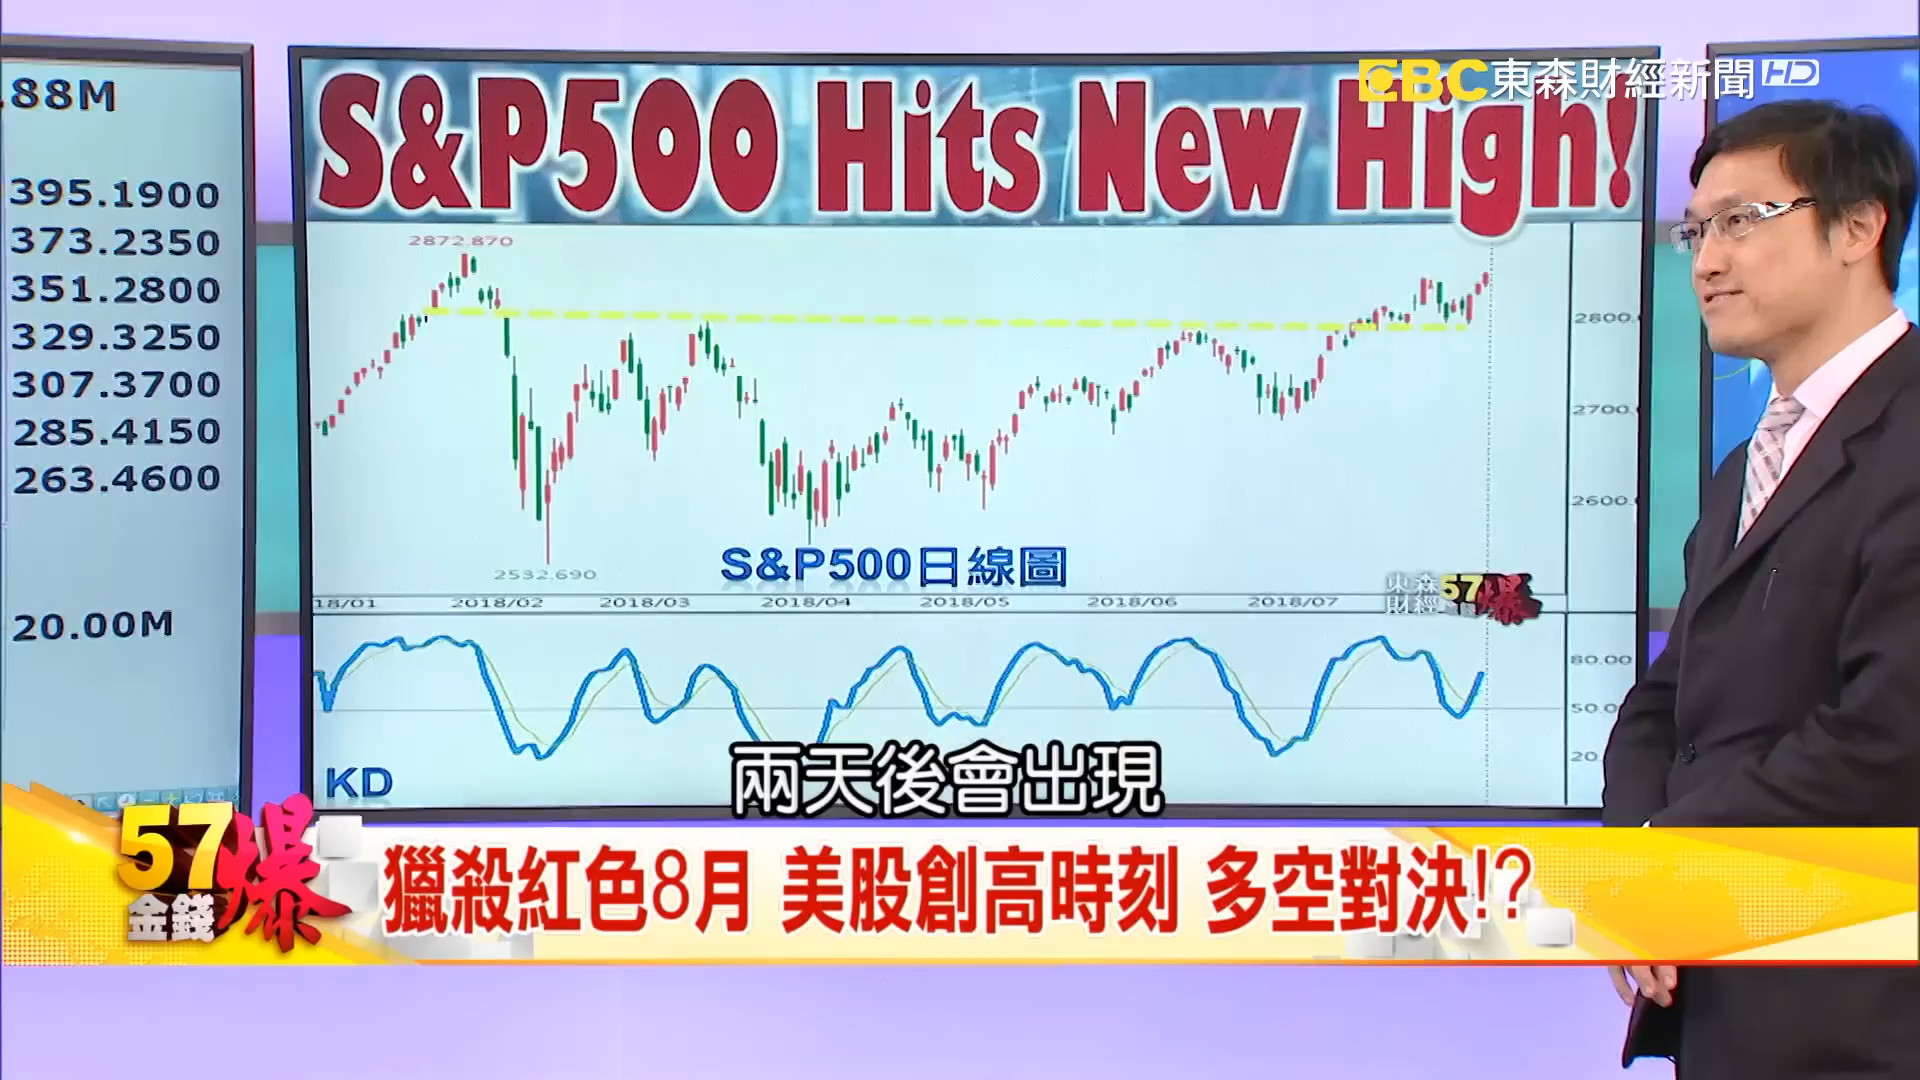 .88M
395.1900
373.2350
351.2800
329.3250
307.3700
285.4150
263.4600
20.00M
EBC東森財經新聞HD
S&P500 Hits New High!
2872.870
2532.690
2800.
2700.
2600.
S&P500日線圖
東森財經57爆
18/01 2018/02 2018/03 2018/04 2018/05 2018/06 2018/07
80.00
50.0
20.
KD
兩天後會出現
57金錢爆
獵殺紅色8月 美股創高時刻 多空對決!?